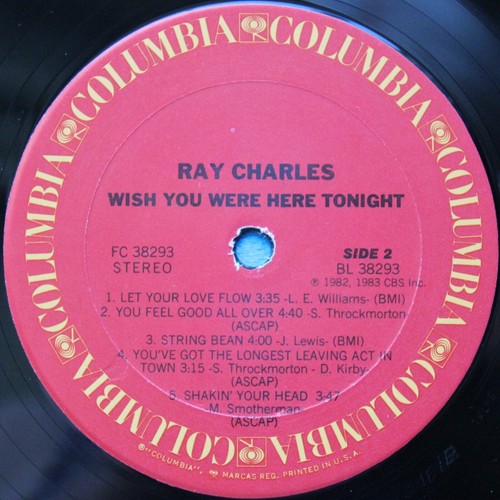 COLUMBIA COLUMBIA COLUMBIA COLUMBIA COLUMBIA COLUMBIA
RAY CHARLES
WISH YOU WERE HERE TONIGHT
FC 38293
STEREO
SIDE 2
BL 38293
℗ 1982, 1983 CBS Inc.
1. LET YOUR LOVE FLOW 3:35 -L. E. Williams- (BMI)
2. YOU FEEL GOOD ALL OVER 4:40 -S. Throckmorton-
(ASCAP)
3. STRING BEAN 4:00 -J. Lewis- (BMI)
4. YOU'VE GOT THE LONGEST LEAVING ACT IN
TOWN 3:15 -S. Throckmorton - D. Kirby-
(ASCAP)
5. SHAKIN' YOUR HEAD 3:47
-M. Smotherman-
(ASCAP)
® "COLUMBIA", MARCAS REG. PRINTED IN U.S.A.